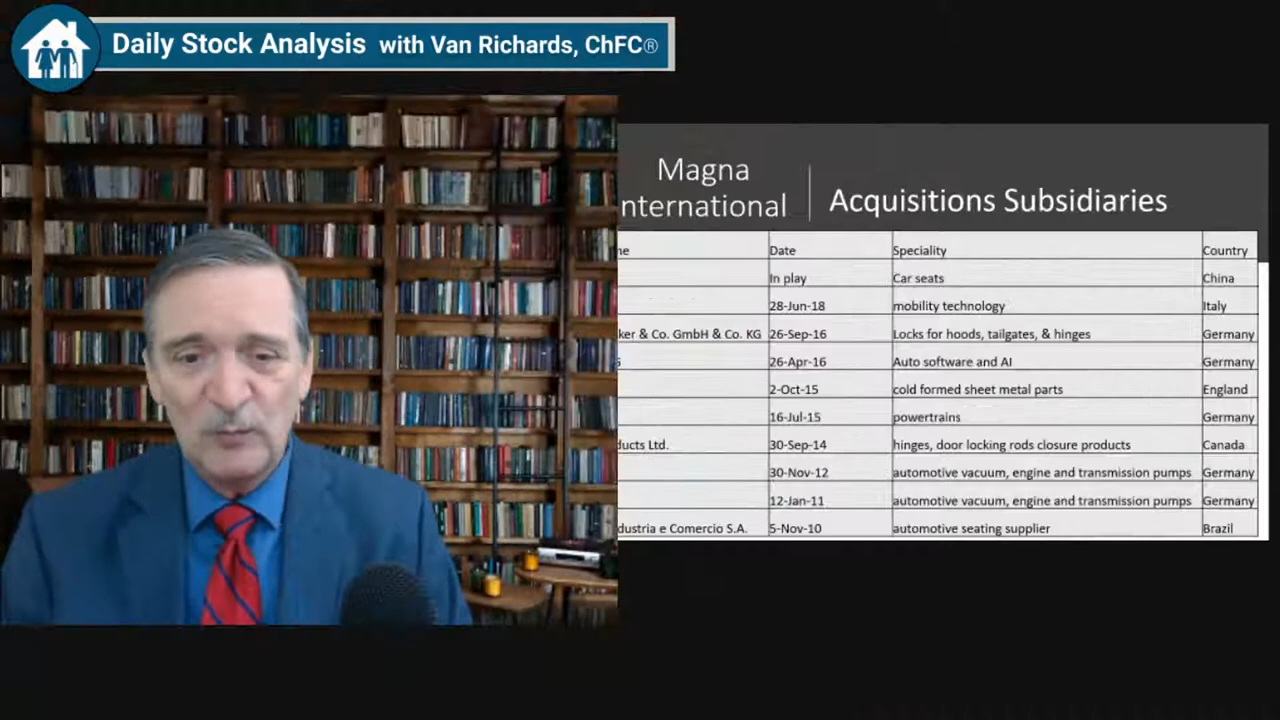 Daily Stock Analysis with Van Richards, ChFC®
Magna
nternational
Acquisitions Subsidiaries
ne Date Speciality Country
In play Car seats China
28-Jun-18 mobility technology Italy
ker & Co. GmbH & Co. KG 26-Sep-16 Locks for hoods, tailgates, & hinges Germany
26-Apr-16 Auto software and AI Germany
2-Oct-15 cold formed sheet metal parts England
16-Jul-15 powertrains Germany
ducts Ltd. 30-Sep-14 hinges, door locking rods closure products Canada
30-Nov-12 automotive vacuum, engine and transmission pumps Germany
12-Jan-11 automotive vacuum, engine and transmission pumps Germany
dustria e Comercio S.A. 5-Nov-10 automotive seating supplier Brazil